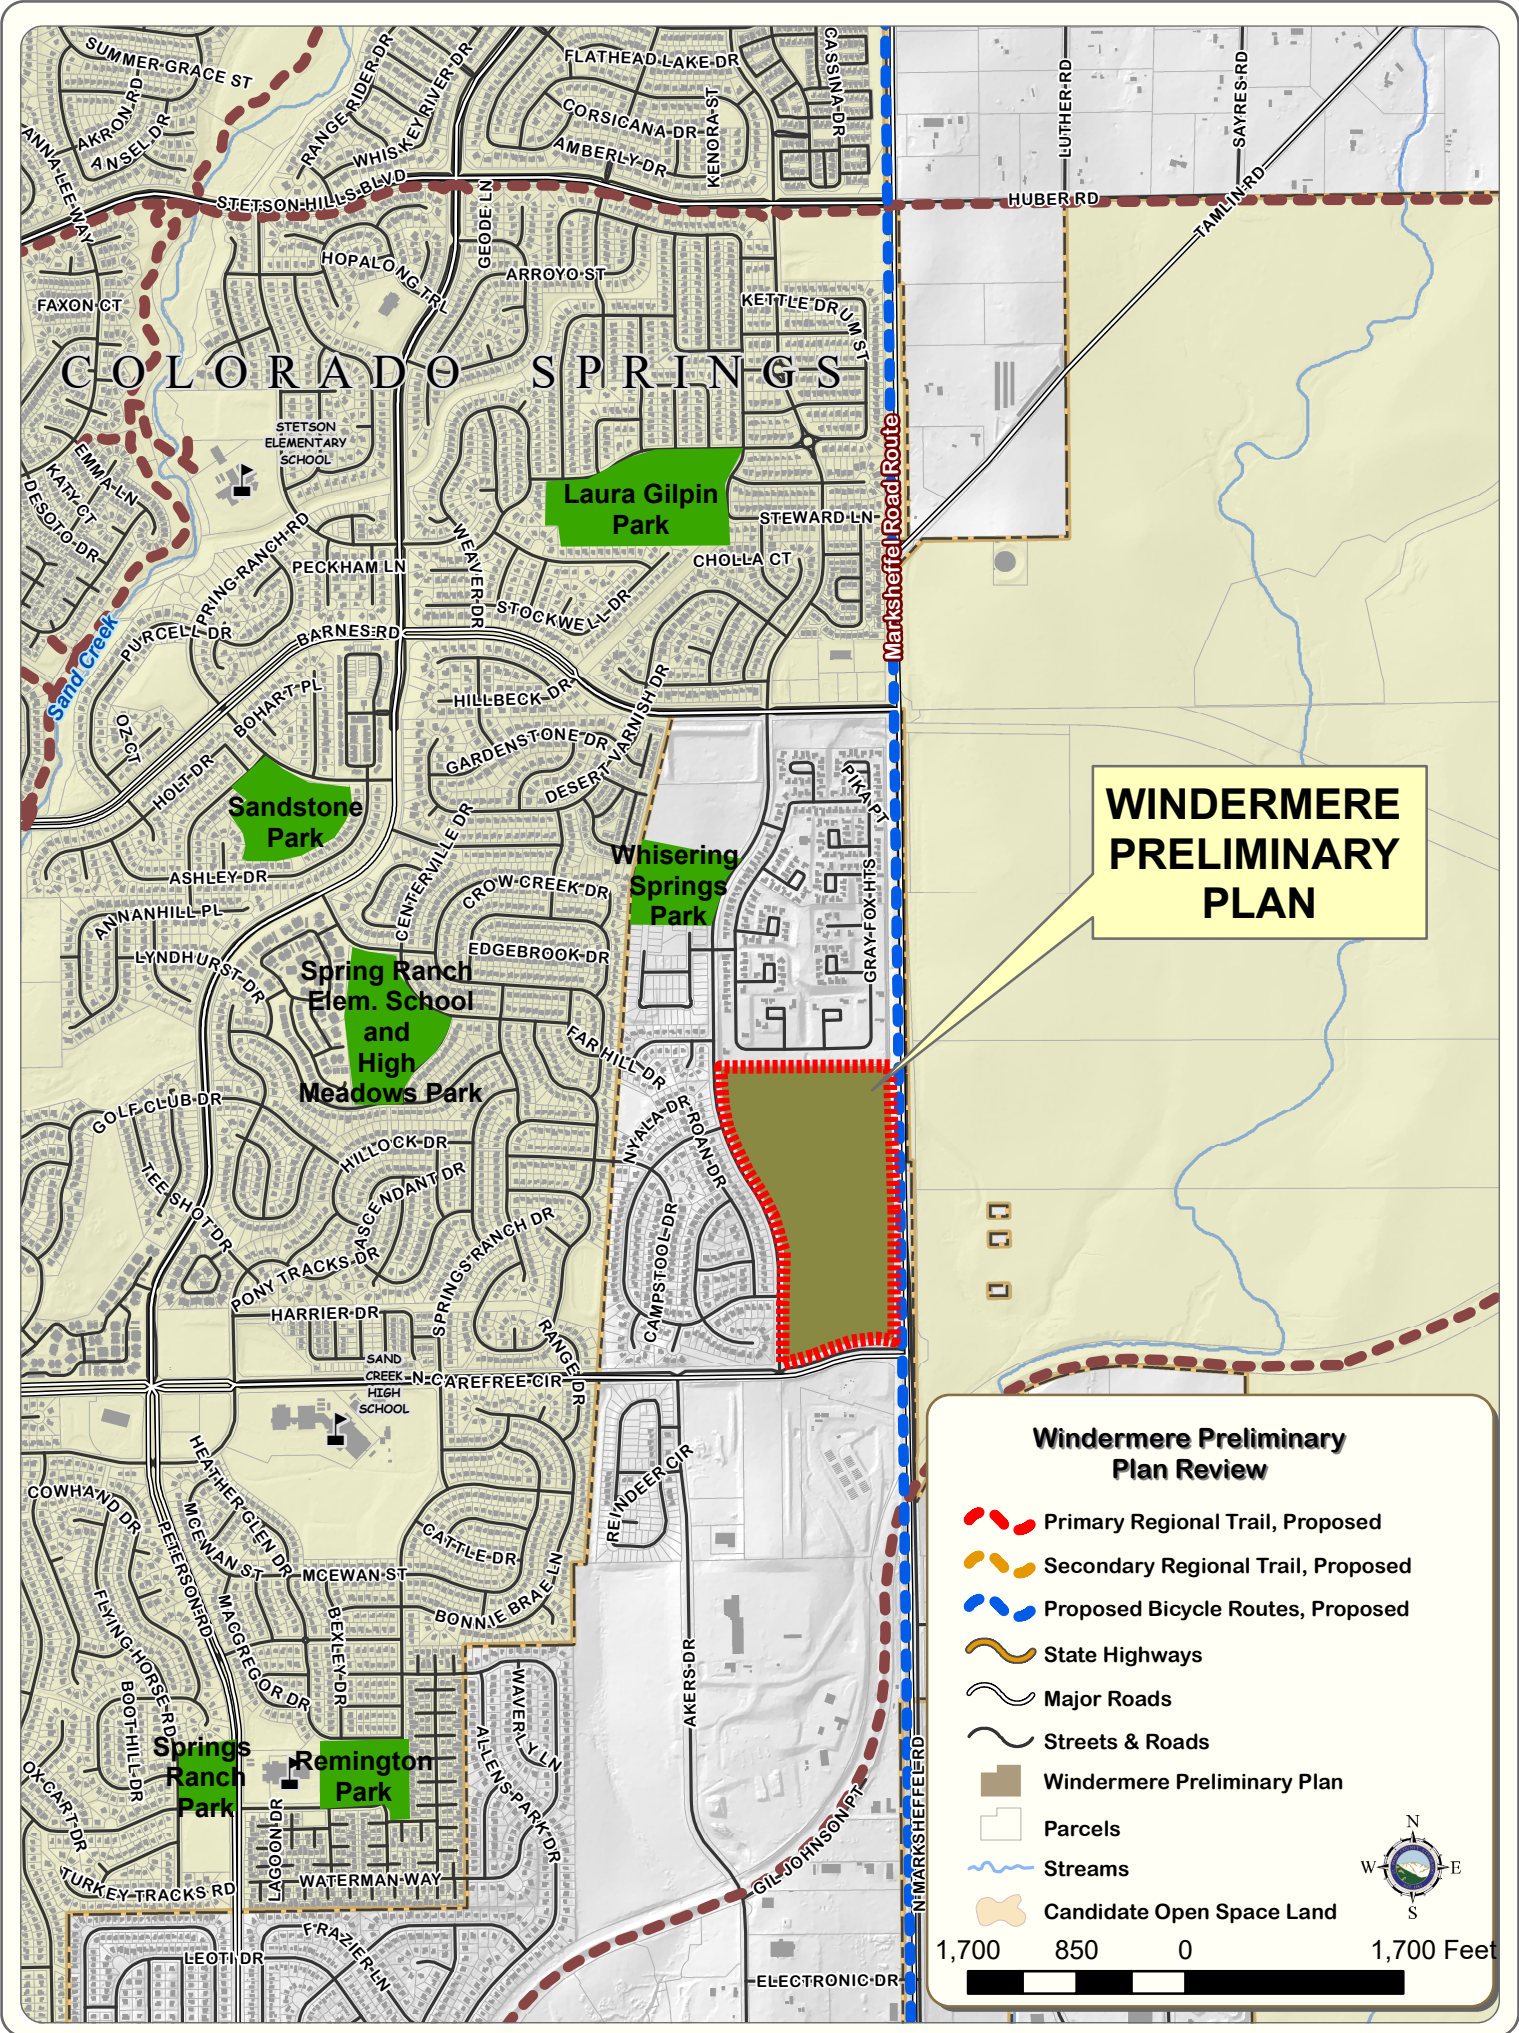 SUMMER GRACE ST
AKRON RD
ANSEL DR
ANNA LEE WAY
RANGE RIDER DR
WHISKEY RIVER DR
FLATHEAD LAKE DR
CORSICANA DR
AMBERLY DR
KENORA ST
CASSINA DR
LUTHER RD
SAYRES RD
STETSON HILLS BLVD
HUBER RD
TAMLIN RD
GEODE LN
HOPALONG TRL
ARROYO ST
FAXON CT
KETTLE DRUM ST
COLORADO SPRINGS
STETSON
ELEMENTARY
SCHOOL
EMMA LN
KATY CT
DESOTO DR
Laura Gilpin
Park
Marksheffel Road Route
STEWARD LN
CHOLLA CT
PRING RANCH RD
PECKHAM LN
WEAVER DR
STOCKWELL DR
PURCELL DR
BARNES RD
Sand Creek
BOHART PL
OZ CT
HOLT DR
HILLBECK DR
GARDENSTONE DR
DESERT VARNISH DR
PIKA PT
WINDERMERE
PRELIMINARY
PLAN
Sandstone
Park
ASHLEY DR
CENTERVILLE DR
CROW CREEK DR
Whisering
Springs
Park
GRAY FOX HTS
ANNANHILL PL
LYNDHURST DR
EDGEBROOK DR
Spring Ranch
Elem. School
and
High
Meadows Park
FAR HILL DR
GOLF CLUB DR
HILLOCK DR
NYALA DR
ROAN DR
TEE SHOT DR
ASCENDANT DR
SPRINGS RANCH DR
CAMPSTOOL DR
PONY TRACKS DR
HARRIER DR
RANGE DR
SAND
CREEK
HIGH
SCHOOL
N CAREFREE CIR
REINDEER CIR
COWHAND DR
HEATHER GLEN DR
MCEWAN ST
PETERSON RD
CATTLE DR
MCEWAN ST
BONNIE BRAE LN
FLYING HORSE RD
MACGREGOR DR
BEXLEY DR
AKERS DR
WAVERLY LN
ALLENS PARK DR
BOOTHILL DR
OX CART DR
Springs
Ranch
Park
Remington
Park
LAGOON DR
WATERMAN WAY
TURKEY TRACKS RD
LEOTI DR
FRAZIER LN
GIL JOHNSON PT
N MARKSHEFFEL RD
ELECTRONIC DR
Windermere Preliminary
Plan Review
Primary Regional Trail, Proposed
Secondary Regional Trail, Proposed
Proposed Bicycle Routes, Proposed
State Highways
Major Roads
Streets & Roads
Windermere Preliminary Plan
Parcels
Streams
Candidate Open Space Land
N
W E
S
1,700 850 0 1,700 Feet